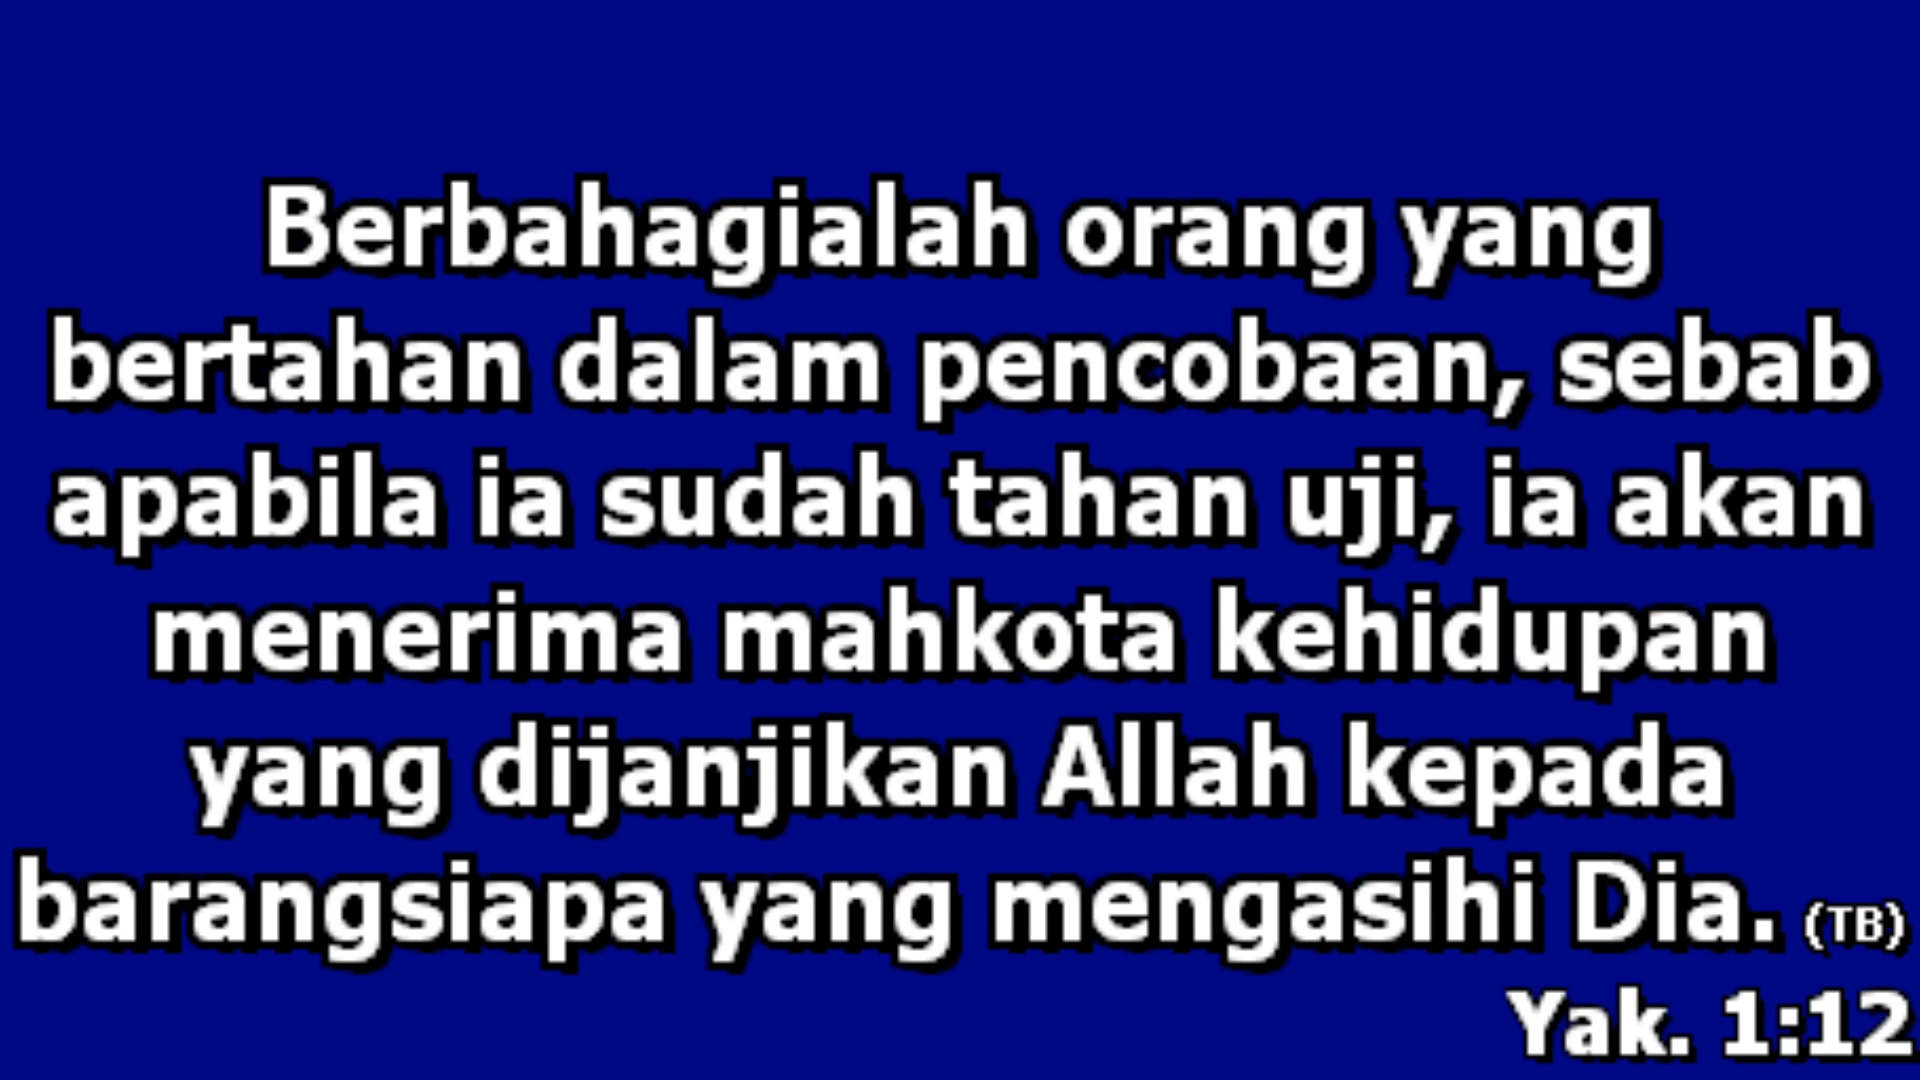 Berbahagialah orang yang
bertahan dalam pencobaan, sebab
apabila ia sudah tahan uji, ia akan
menerima mahkota kehidupan
yang dijanjikan Allah kepada
barangsiapa yang mengasihi Dia. (TB)
Yak. 1:12